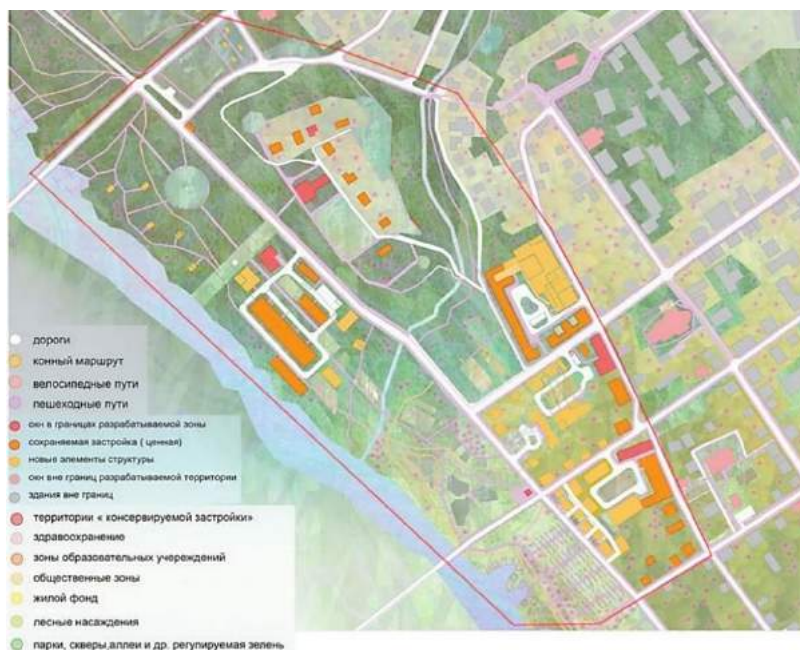 дороги
конный маршрут
велосипедные пути
пешеходные пути
окн в границах разрабатываемой зоны
сохраняемая застройка ( ценная)
новые элементы структуры
окн вне границ разрабатываемой территории
здания вне границ
территории « консервируемой застройки»
здравоохранение
зоны образовательных учереждений
общественные зоны
жилой фонд
лесные насаждения
парки, скверы,аллеи и др. регулируемая зелень